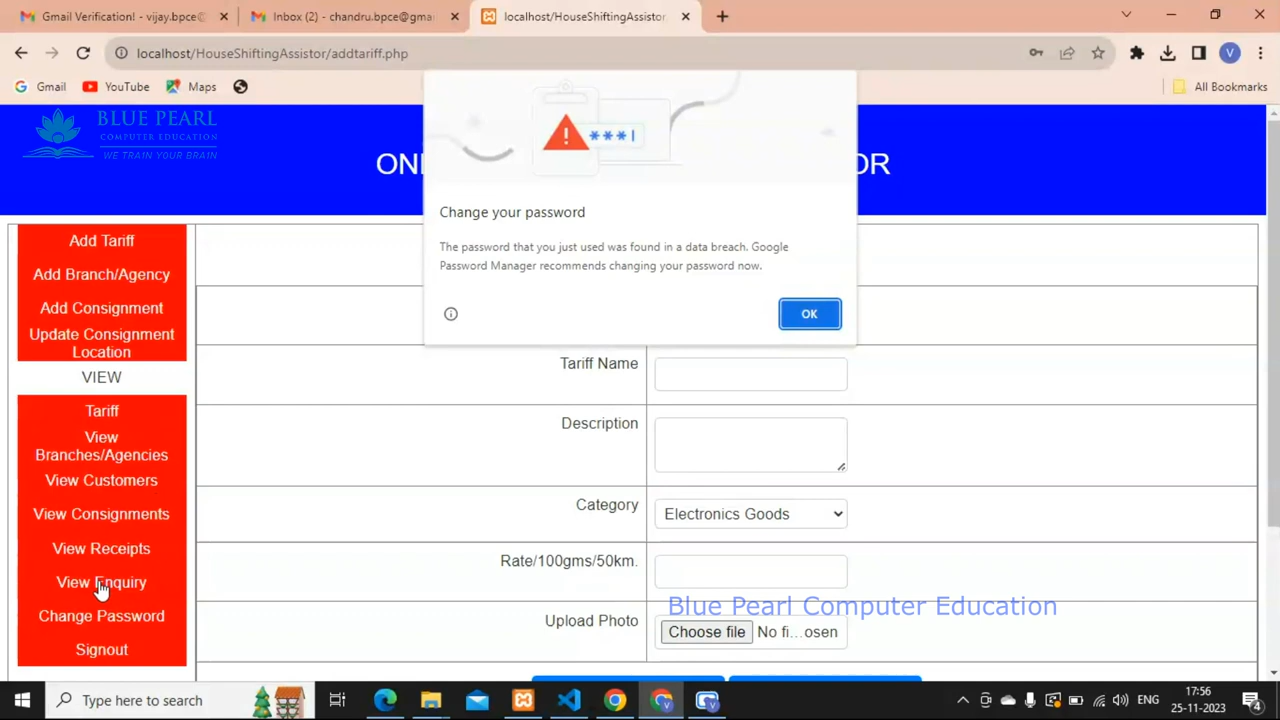 Gmail Verification! - vijay.bpce@
Inbox (2) - chandru.bpce@gma
localhost/HouseShiftingAssistor/
localhost/HouseShiftingAssistor/addtariff.php
V
Gmail
YouTube
Maps
All Bookmarks
BLUE PEARL
COMPUTER EDUCATION
WE TRAIN YOUR BRAIN
ON
OR
***
Change your password
The password that you just used was found in a data breach. Google
Password Manager recommends changing your password now.
OK
Add Tariff
Add Branch/Agency
Add Consignment
Update Consignment
Location
VIEW
Tariff
View
Branches/Agencies
View Customers
View Consignments
View Receipts
View Enquiry
Change Password
Signout
Tariff Name
Description
Category
Electronics Goods
Rate/100gms/50km.
Upload Photo
Choose file No fi...osen
Blue Pearl Computer Education
Type here to search
ENG
17:56
25-11-2023
4